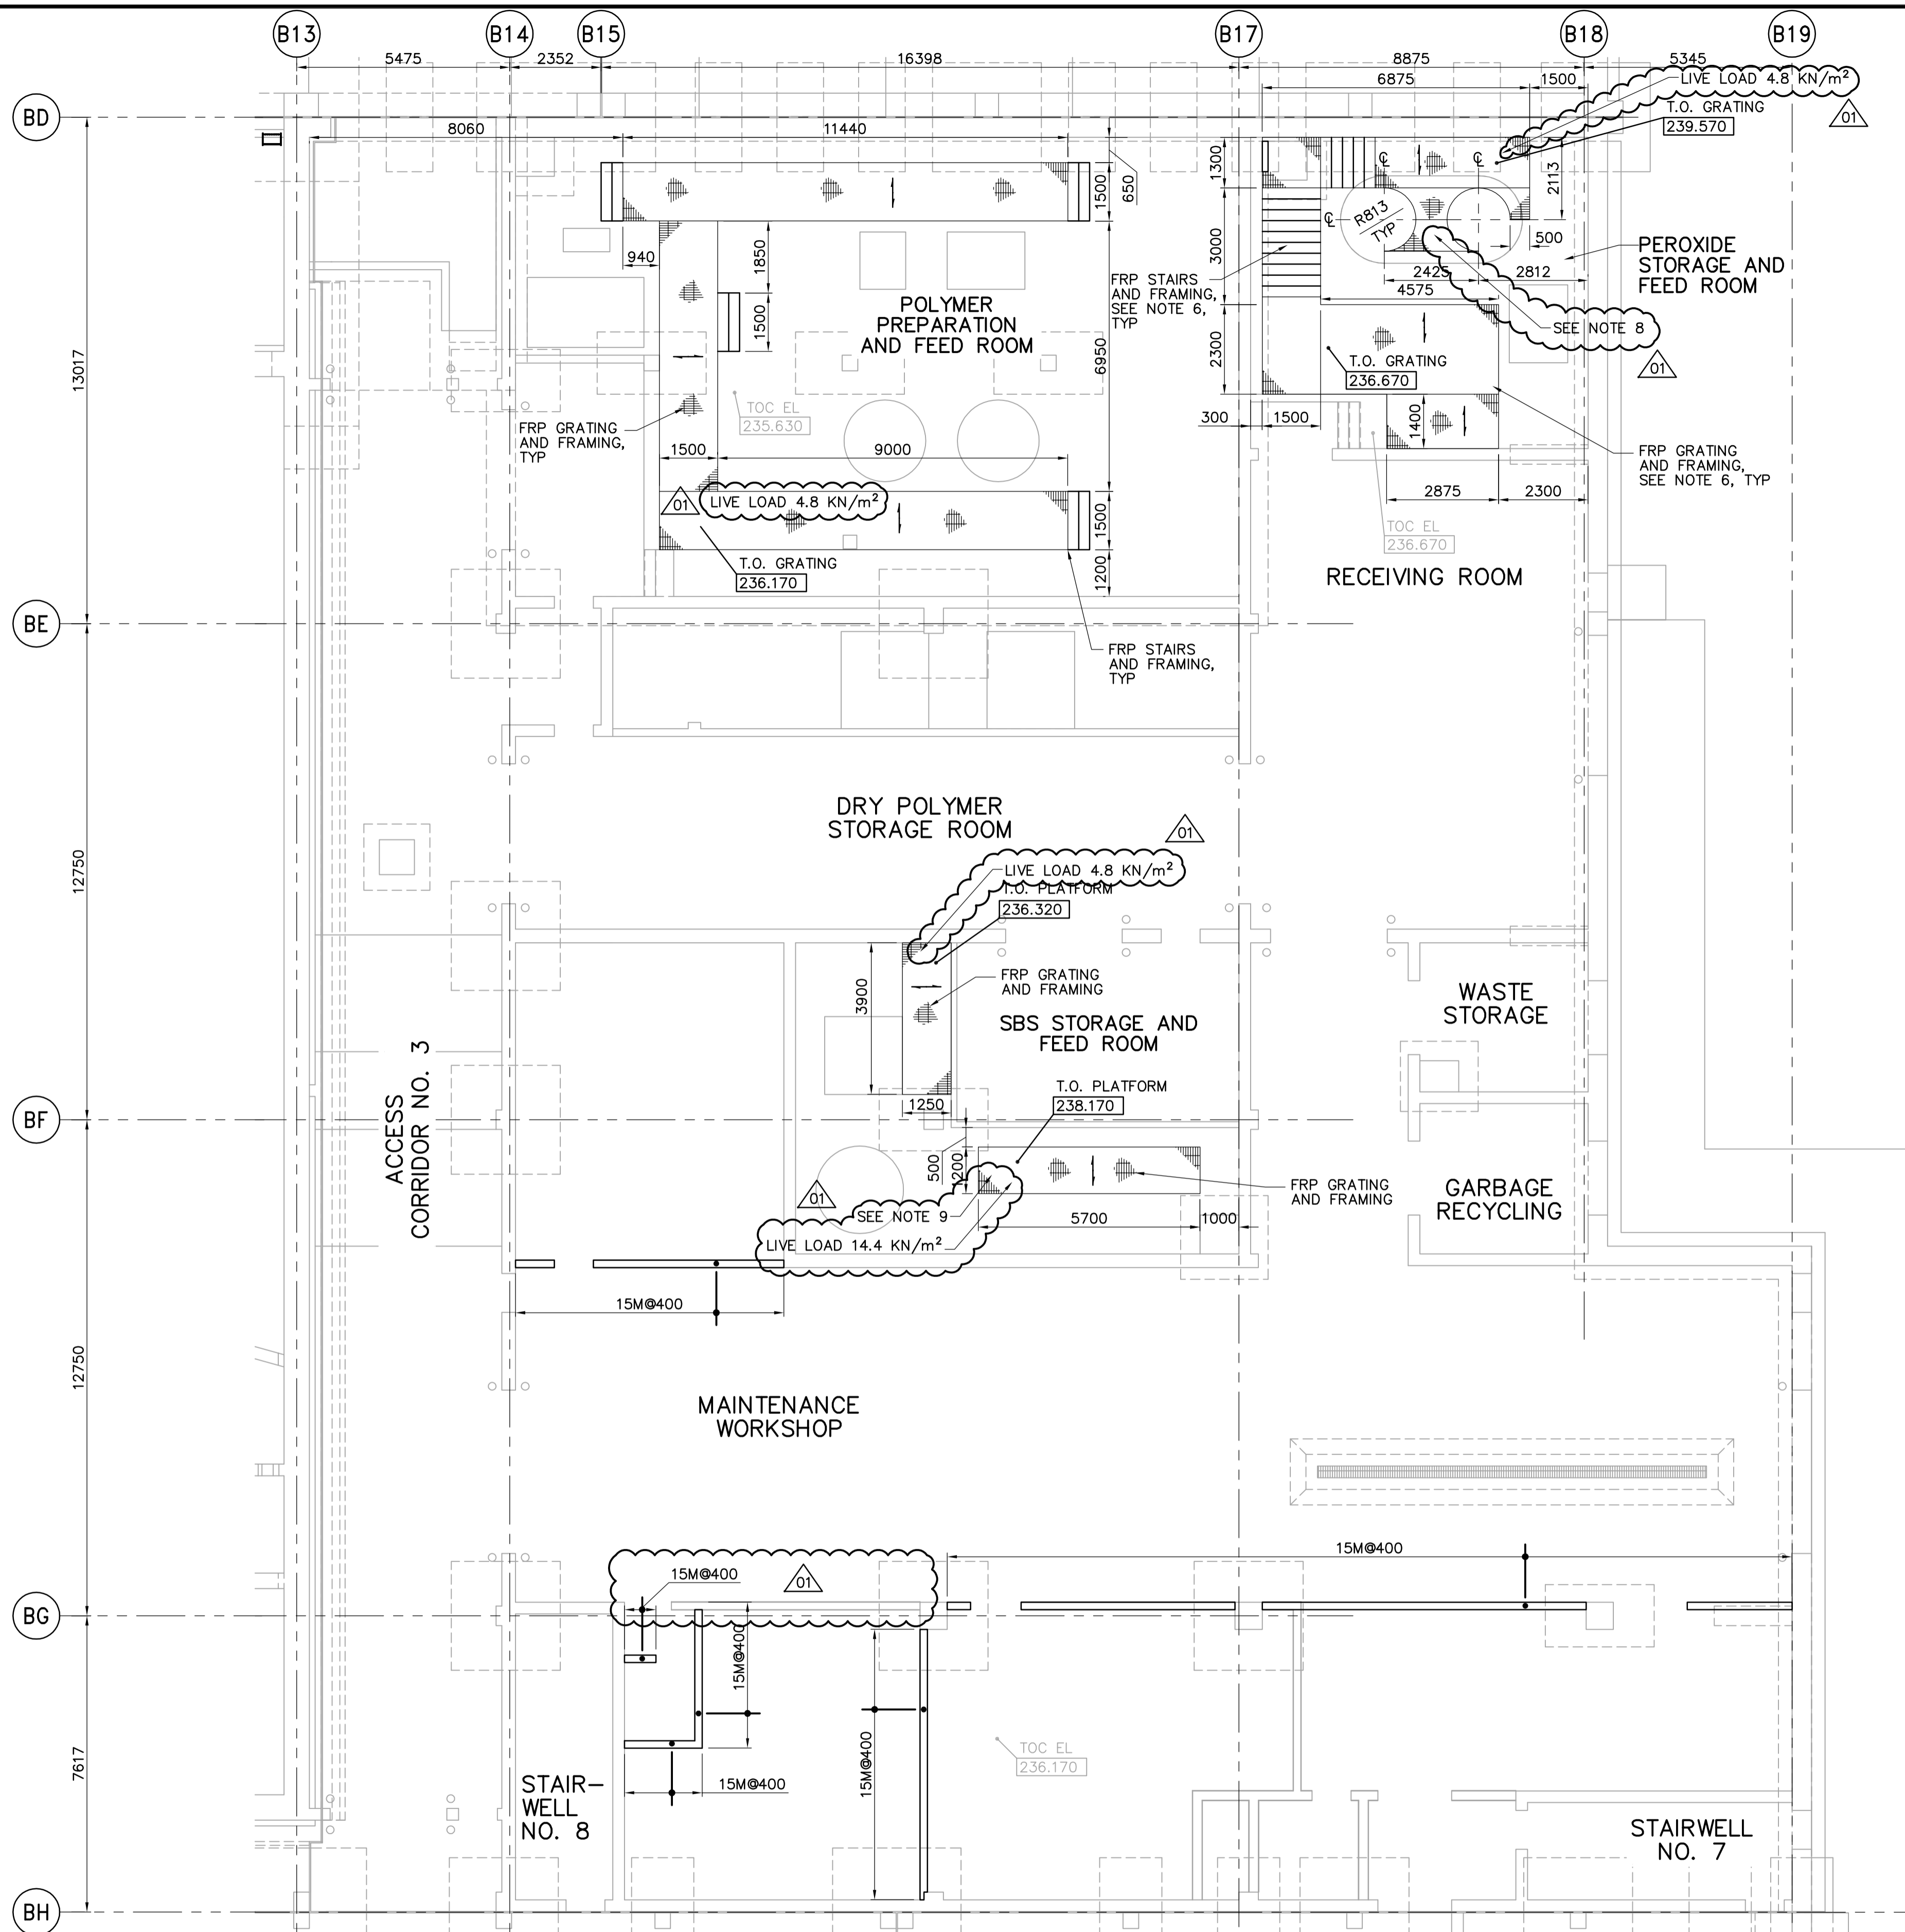 B13
B14
B15
B17
B18
B19
5475
2352
16398
8875
5345
6875
1500
LIVE LOAD 4.8 KN/m²
01
T.O. GRATING
239.570
BD
8060
11440
650
1500
1300
2113
℄
℄
℄
R813
TYP
500
3000
PEROXIDE
STORAGE AND
FEED ROOM
940
1850
1500
FRP STAIRS
AND FRAMING,
SEE NOTE 6,
TYP
2425
2812
4575
POLYMER
PREPARATION
AND FEED ROOM
SEE NOTE 8
01
6950
2300
T.O. GRATING
236.670
13017
TOC EL
235.630
FRP GRATING
AND FRAMING,
TYP
300
1500
1400
1500
9000
FRP GRATING
AND FRAMING,
SEE NOTE 6, TYP
01
LIVE LOAD 4.8 KN/m²
2875
2300
1500
TOC EL
236.670
T.O. GRATING
236.170
1200
RECEIVING ROOM
BE
FRP STAIRS
AND FRAMING,
TYP
DRY POLYMER
STORAGE ROOM
01
12750
LIVE LOAD 4.8 KN/m²
T.O. PLATFORM
236.320
3900
FRP GRATING
AND FRAMING
WASTE
STORAGE
SBS STORAGE AND
FEED ROOM
ACCESS
CORRIDOR NO. 3
T.O. PLATFORM
238.170
1250
BF
500
1200
01
FRP GRATING
AND FRAMING
GARBAGE
RECYCLING
SEE NOTE 9
5700
1000
LIVE LOAD 14.4 KN/m²
15M@400
12750
MAINTENANCE
WORKSHOP
15M@400
15M@400
01
BG
15M@400
15M@400
7617
TOC EL
236.170
15M@400
STAIR-
WELL
NO. 8
STAIRWELL
NO. 7
BH